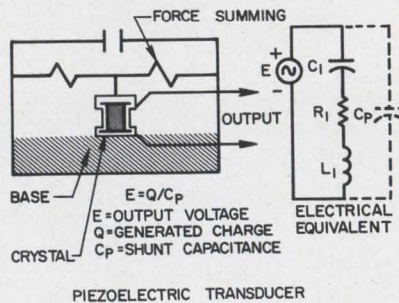 FORCE SUMMING
+
E
-
C₁
R₁
L₁
Cₚ
OUTPUT
BASE
CRYSTAL
E=Q/Cₚ
E=OUTPUT VOLTAGE
Q=GENERATED CHARGE
Cₚ=SHUNT CAPACITANCE
ELECTRICAL
EQUIVALENT
PIEZOELECTRIC TRANSDUCER